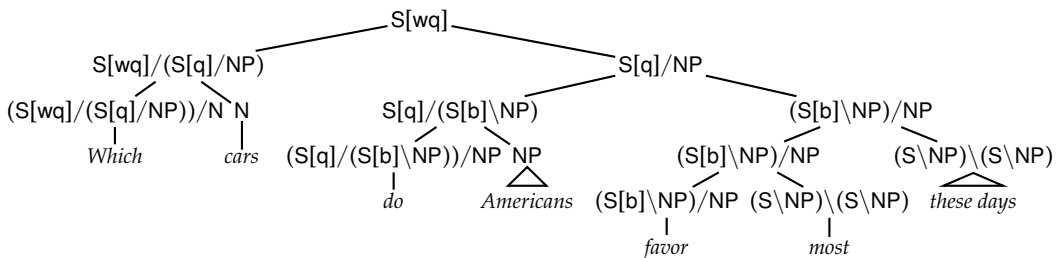 S[wq]
S[wq]/(S[q]/NP) S[q]/NP
(S[wq]/(S[q]/NP))/N N S[q]/(S[b]\NP) (S[b]\NP)/NP
Which cars (S[q]/(S[b]\NP))/NP NP (S[b]\NP)/NP (S\NP)\(S\NP)
do Americans (S[b]\NP)/NP (S\NP)\(S\NP) these days
favor most